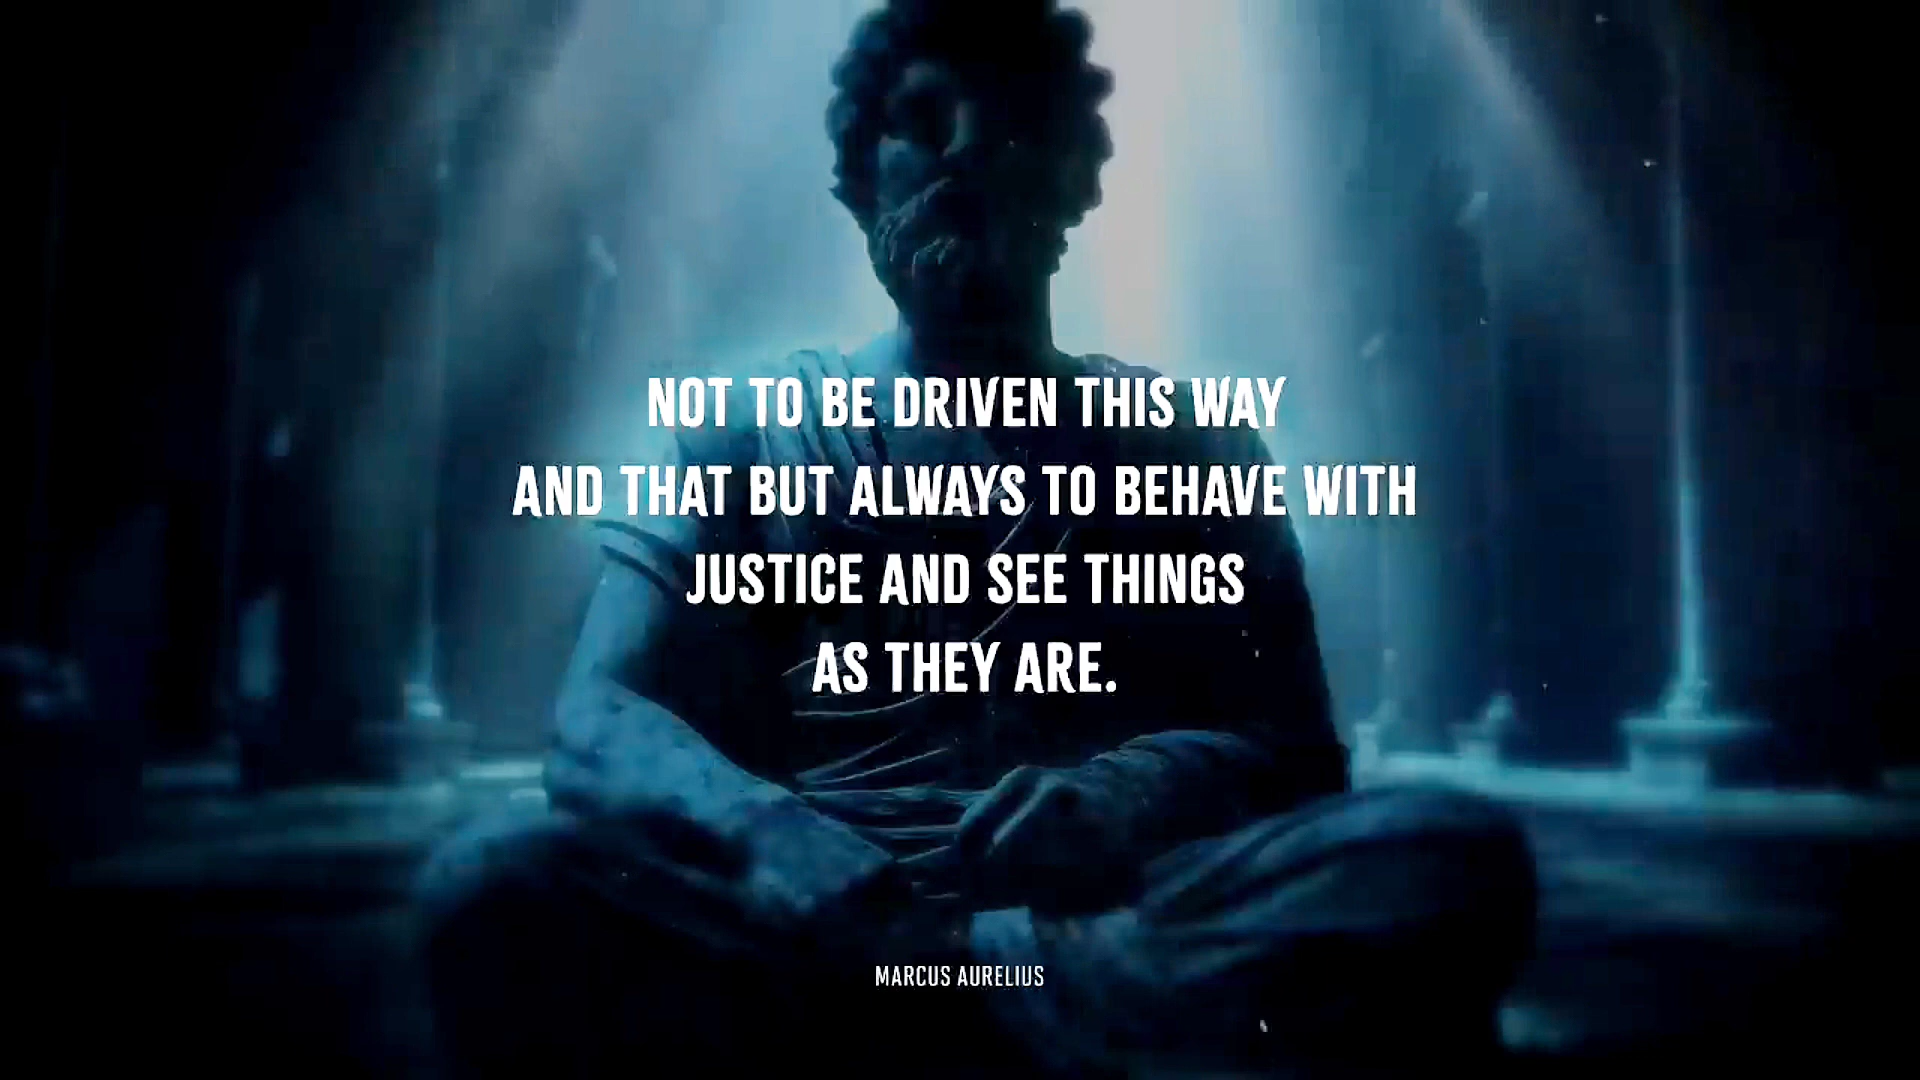 NOT TO BE DRIVEN THIS WAY
AND THAT BUT ALWAYS TO BEHAVE WITH
JUSTICE AND SEE THINGS
AS THEY ARE.
MARCUS AURELIUS